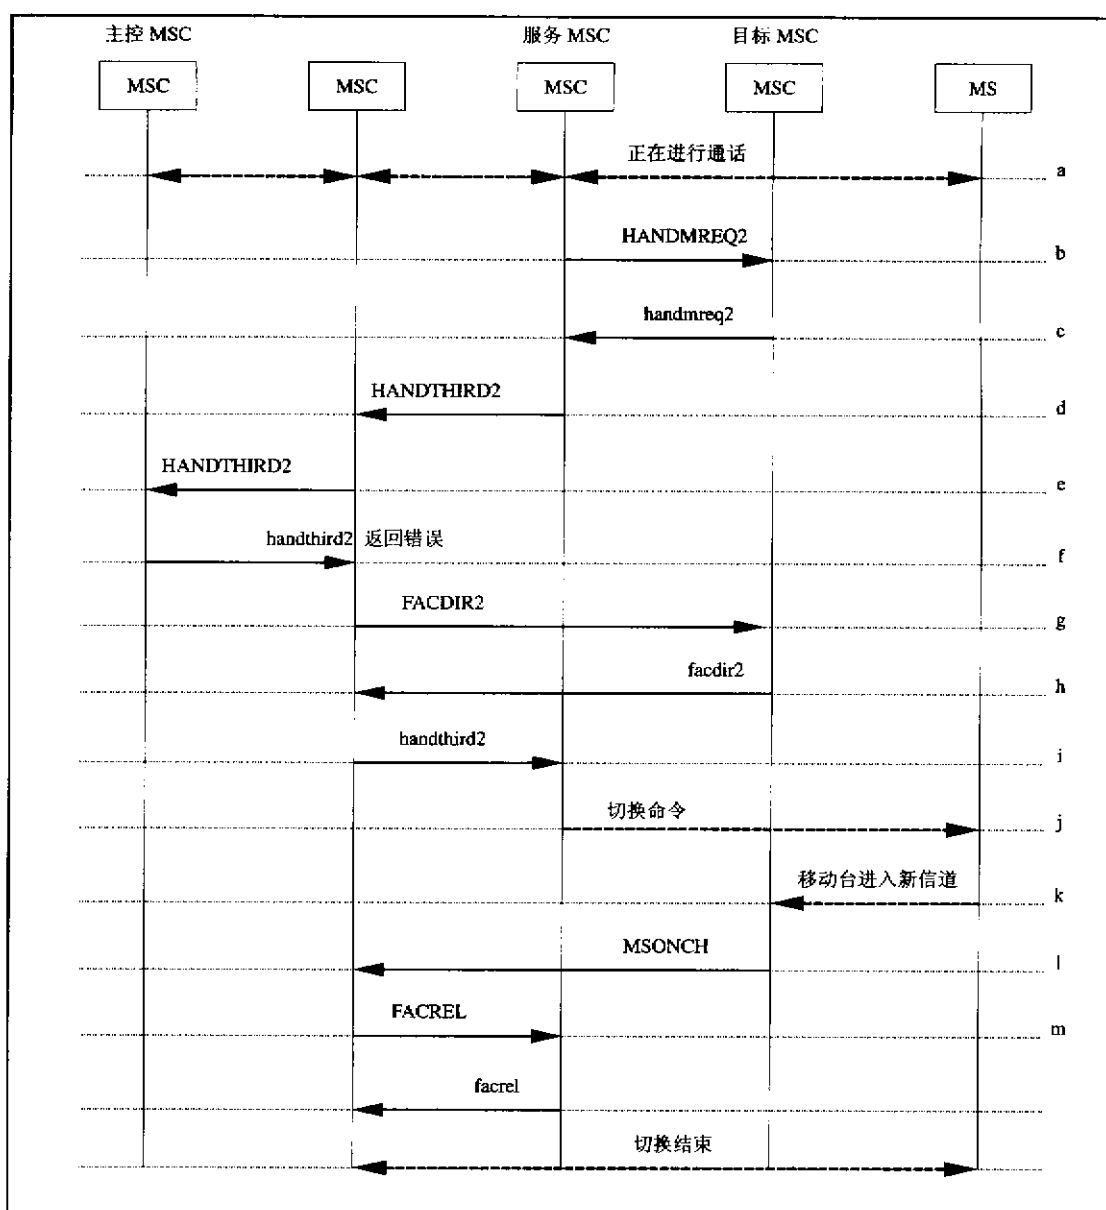 主控 MSC 服务 MSC 目标 MSC
MSC MSC MSC MSC MS
正在进行通话 a
HANDMREQ2 b
handmreq2 c
HANDTHIRD2 d
HANDTHIRD2 e
handthird2 返回错误 f
FACDIR2 g
facdir2 h
handthird2 i
切换命令 j
移动台进入新信道 k
MSONCH l
FACREL m
facrel
切换结束